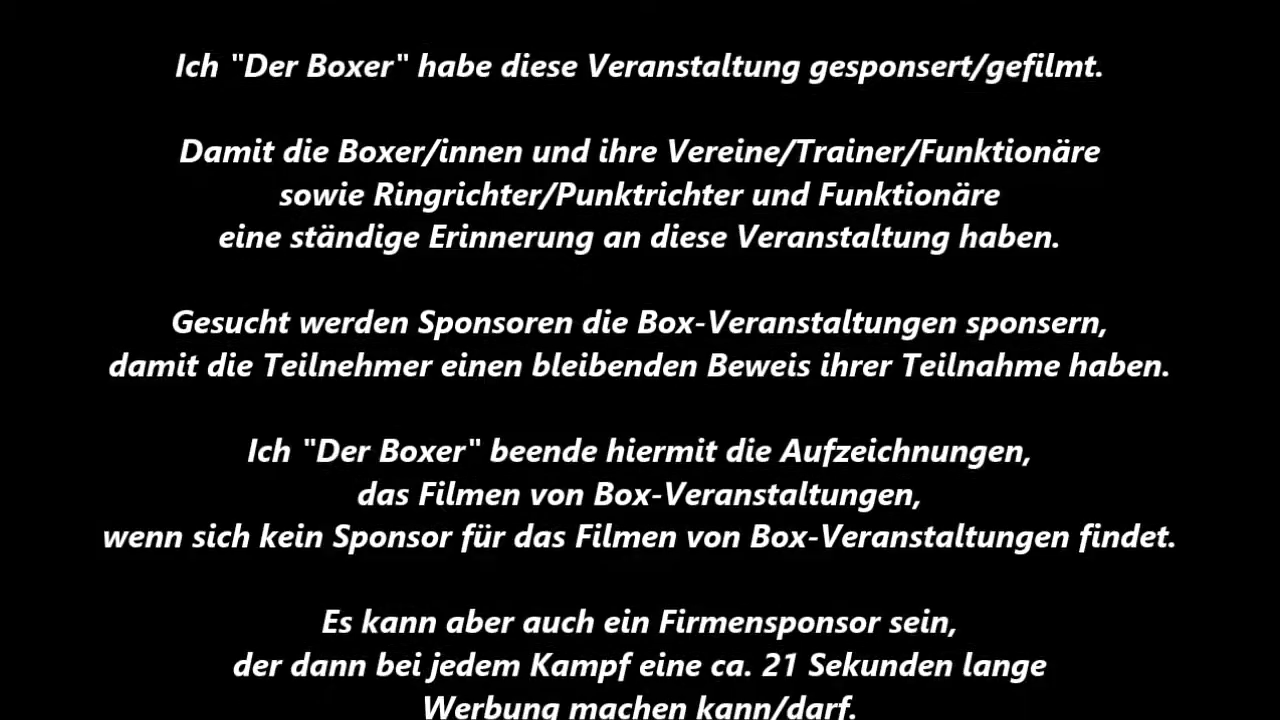 Ich "Der Boxer" habe diese Veranstaltung gesponsert/gefilmt.
Damit die Boxer/innen und ihre Vereine/Trainer/Funktionäre
sowie Ringrichter/Punktrichter und Funktionäre
eine ständige Erinnerung an diese Veranstaltung haben.
Gesucht werden Sponsoren die Box-Veranstaltungen sponsern,
damit die Teilnehmer einen bleibenden Beweis ihrer Teilnahme haben.
Ich "Der Boxer" beende hiermit die Aufzeichnungen,
das Filmen von Box-Veranstaltungen,
wenn sich kein Sponsor für das Filmen von Box-Veranstaltungen findet.
Es kann aber auch ein Firmensponsor sein,
der dann bei jedem Kampf eine ca. 21 Sekunden lange
Werbung machen kann/darf.